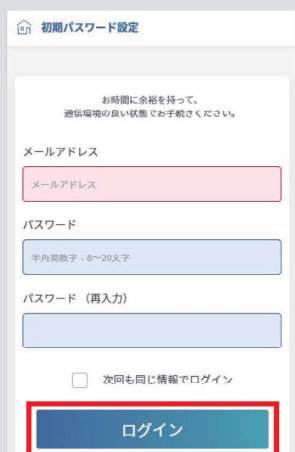 初期パスワード設定
お時間に余裕を持って、
通信環境の良い状態でお手続きください。
メールアドレス
メールアドレス
パスワード
半角英数字:8〜20文字
パスワード (再入力)
次回も同じ情報でログイン
ログイン